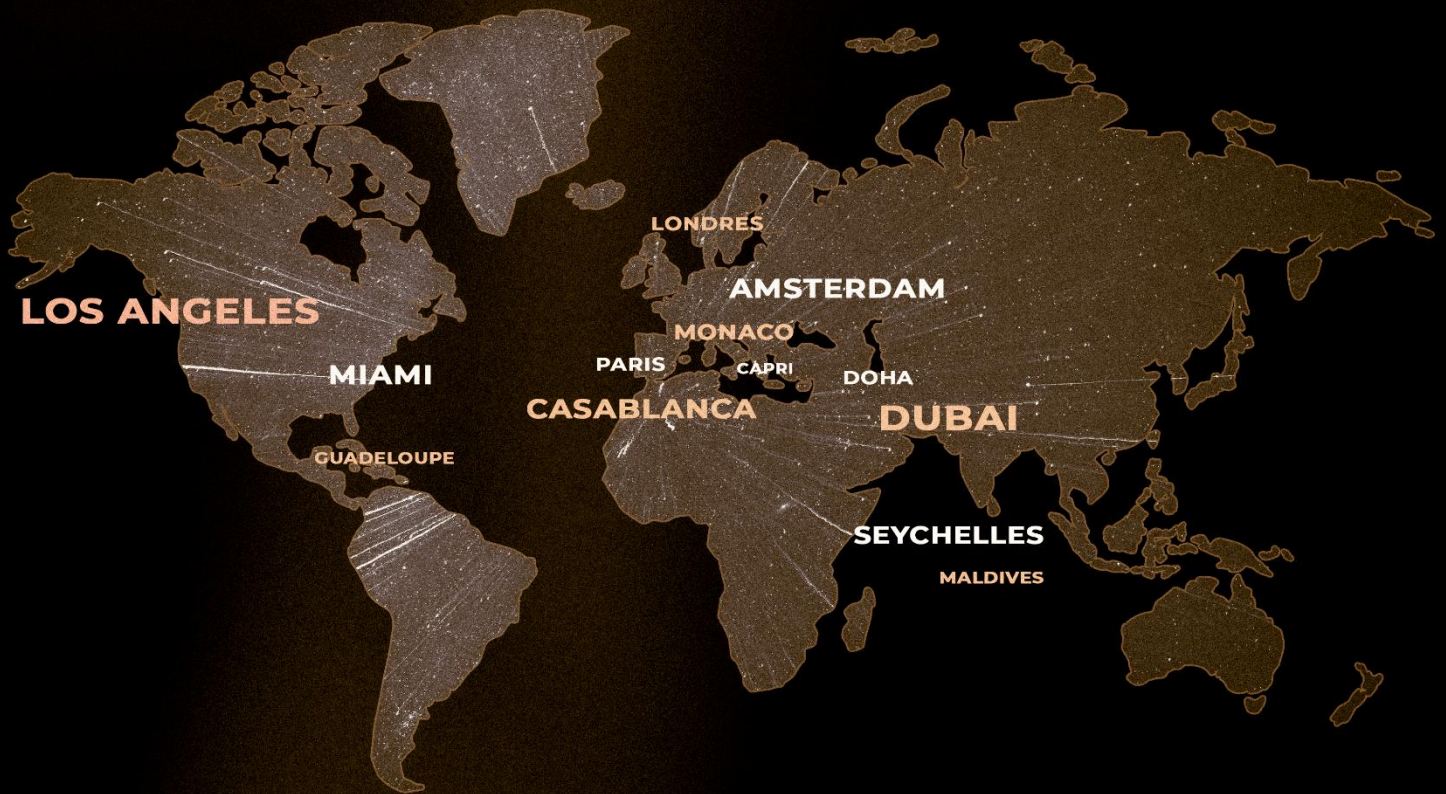 LONDRES
AMSTERDAM
LOS ANGELES
MONACO
PARIS
CAPRI
MIAMI
DOHA
CASABLANCA
DUBAI
GUADELOUPE
SEYCHELLES
MALDIVES